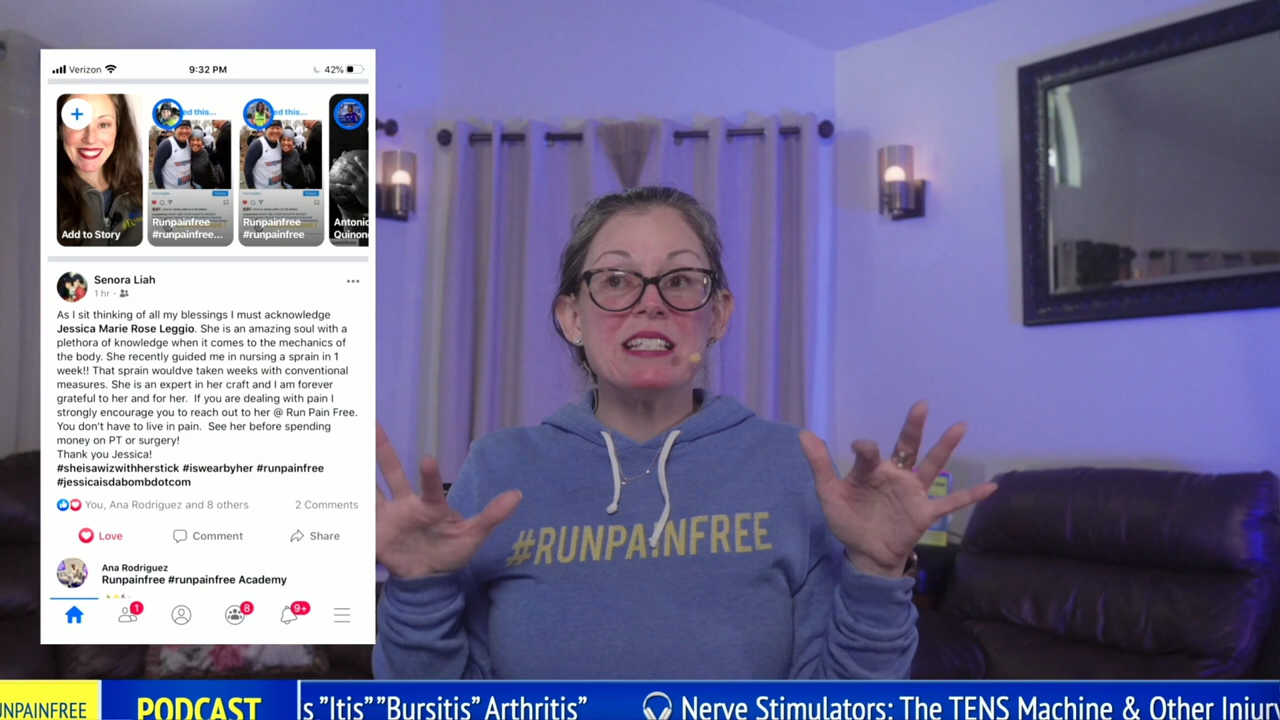 Verizon
9:32 PM
42%
ed this...
Add to Story
Runpainfree
#runpainfree...
Runpainfree
#runpainfree
Antonio
Quinon
Senora Liah
1 hr ·
As I sit thinking of all my blessings I must acknowledge
Jessica Marie Rose Leggio. She is an amazing soul with a
plethora of knowledge when it comes to the mechanics of
the body. She recently guided me in nursing a sprain in 1
week!! That sprain wouldve taken weeks with conventional
measures. She is an expert in her craft and I am forever
grateful to her and for her. If you are dealing with pain I
strongly encourage you to reach out to her @ Run Pain Free.
You don't have to live in pain. See her before spending
money on PT or surgery!
Thank you Jessica!
#sheisawizwithherstick #iswearbyher #runpainfree
#jessicaisdabombdotcom
You, Ana Rodriguez and 8 others
2 Comments
Love
Comment
Share
Ana Rodriguez
Runpainfree #runpainfree Academy
1
8
9+
#RUNPAINFREE
UNPAINFREE
PODCAST
s "Itis" "Bursitis" Arthritis"
Nerve Stimulators: The TENS Machine & Other Injury